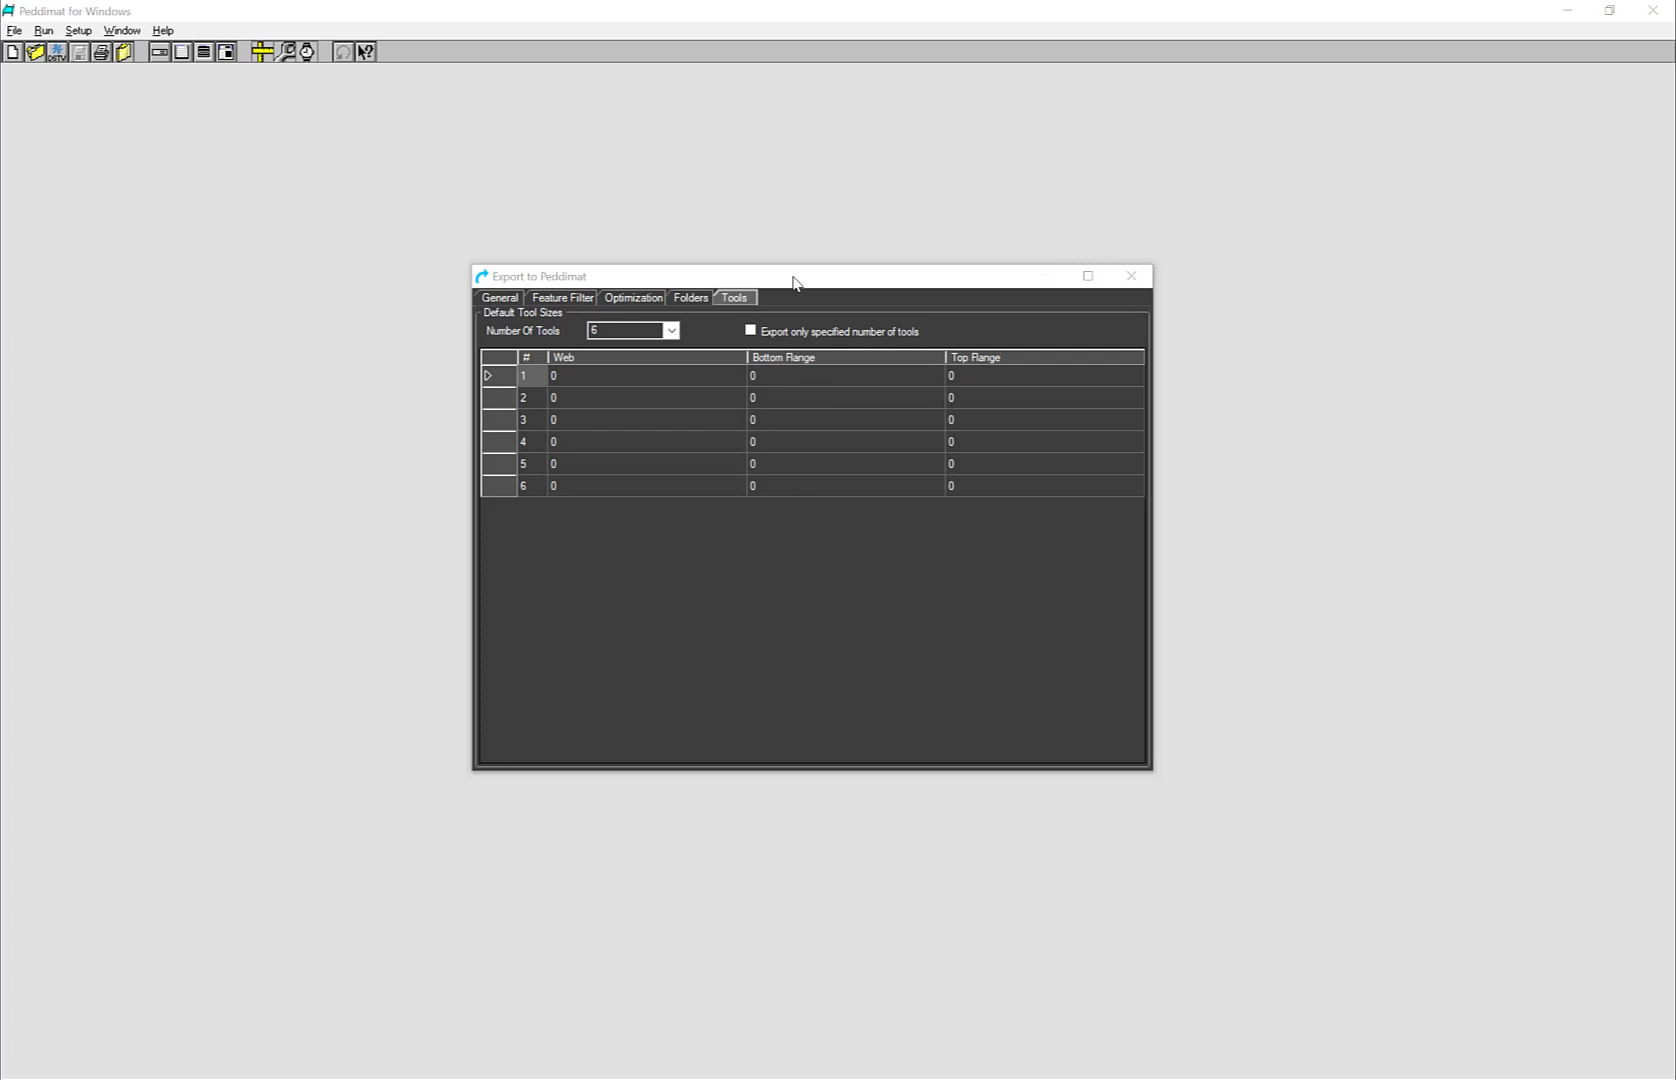 Peddimat for Windows
File Run Setup Window Help
DSTV
Export to Peddimat
General Feature Filter Optimization Folders Tools
Default Tool Sizes
Number Of Tools 6 Export only specified number of tools
# Web Bottom Flange Top Flange
1 0 0 0
2 0 0 0
3 0 0 0
4 0 0 0
5 0 0 0
6 0 0 0